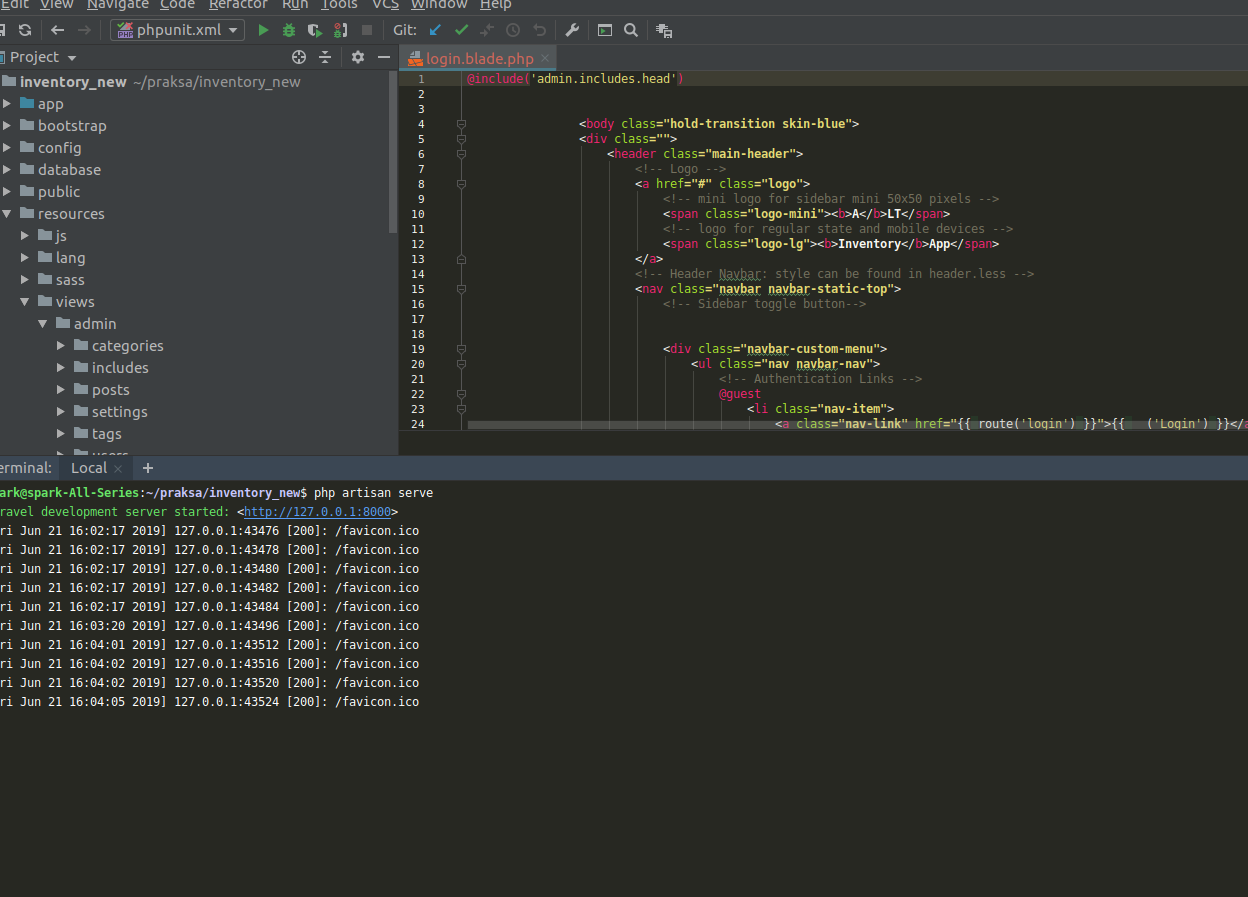 Edit View Navigate Code Refactor Run Tools VCS Window Help
phpunit.xml Git:
Project
login.blade.php
inventory_new ~/praksa/inventory_new
app
bootstrap
config
database
public
resources
js
lang
sass
views
admin
categories
includes
posts
settings
tags
users
1 @include('admin.includes.head')
2
3
4 <body class="hold-transition skin-blue">
5 <div class="">
6 <header class="main-header">
7 <!-- Logo -->
8 <a href="#" class="logo">
9 <!-- mini logo for sidebar mini 50x50 pixels -->
10 <span class="logo-mini"><b>A</b>LT</span>
11 <!-- logo for regular state and mobile devices -->
12 <span class="logo-lg"><b>Inventory</b>App</span>
13 </a>
14 <!-- Header Navbar: style can be found in header.less -->
15 <nav class="navbar navbar-static-top">
16 <!-- Sidebar toggle button-->
17
18
19 <div class="navbar-custom-menu">
20 <ul class="nav navbar-nav">
21 <!-- Authentication Links -->
22 @guest
23 <li class="nav-item">
24 <a class="nav-link" href="{{ route('login') }}">{{ __('Login') }}</a
erminal: Local +
ark@spark-All-Series:~/praksa/inventory_new$ php artisan serve
ravel development server started: <http://127.0.0.1:8000>
ri Jun 21 16:02:17 2019] 127.0.0.1:43476 [200]: /favicon.ico
ri Jun 21 16:02:17 2019] 127.0.0.1:43478 [200]: /favicon.ico
ri Jun 21 16:02:17 2019] 127.0.0.1:43480 [200]: /favicon.ico
ri Jun 21 16:02:17 2019] 127.0.0.1:43482 [200]: /favicon.ico
ri Jun 21 16:02:17 2019] 127.0.0.1:43484 [200]: /favicon.ico
ri Jun 21 16:03:20 2019] 127.0.0.1:43496 [200]: /favicon.ico
ri Jun 21 16:04:01 2019] 127.0.0.1:43512 [200]: /favicon.ico
ri Jun 21 16:04:02 2019] 127.0.0.1:43516 [200]: /favicon.ico
ri Jun 21 16:04:02 2019] 127.0.0.1:43520 [200]: /favicon.ico
ri Jun 21 16:04:05 2019] 127.0.0.1:43524 [200]: /favicon.ico